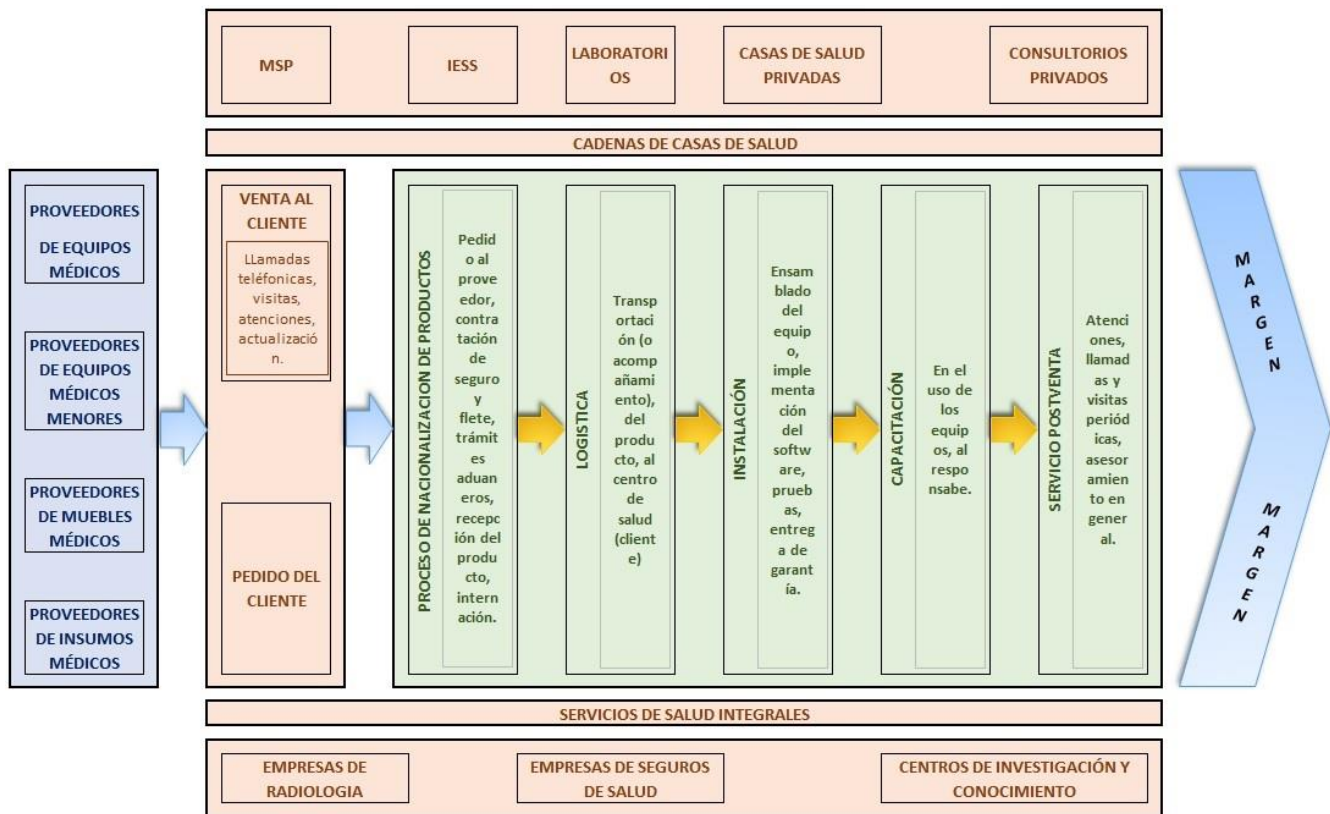 MSP
IESS
LABORATORI
OS
CASAS DE SALUD
PRIVADAS
CONSULTORIOS
PRIVADOS
CADENAS DE CASAS DE SALUD
PROVEEDORES
DE EQUIPOS
MÉDICOS
PROVEEDORES
DE EQUIPOS
MÉDICOS
MENORES
PROVEEDORES
DE MUEBLES
MÉDICOS
PROVEEDORES
DE INSUMOS
MÉDICOS
VENTA AL
CLIENTE
LLamadas
teléfonicas,
visitas,
atenciones,
actualizació
n.
PEDIDO DEL
CLIENTE
PROCESO DE NACIONALIZACION DE PRODUCTOS
Pedid
o al
prove
edor,
contra
tación
de
seguro
y
flete,
trámit
es
aduan
eros,
recepc
ión del
produ
cto,
intern
ación.
LOGISTICA
Transp
ortaci
ón (o
acomp
añami
ento),
del
produ
cto, al
centro
de
salud
(client
e)
INSTALACIÓN
Ensam
blado
del
equip
o,
imple
menta
ción
del
softw
are,
prueb
as,
entreg
a de
garant
ía.
CAPACITACIÓN
En el
uso de
los
equip
os, al
respo
nsabe.
SERVICIO POSTVENTA
Atenci
ones,
llamad
as y
visitas
periód
icas,
asesor
amien
to en
gener
al.
MARGEN
MARGEN
SERVICIOS DE SALUD INTEGRALES
EMPRESAS DE
RADIOLOGIA
EMPRESAS DE SEGUROS
DE SALUD
CENTROS DE INVESTIGACIÓN Y
CONOCIMIENTO